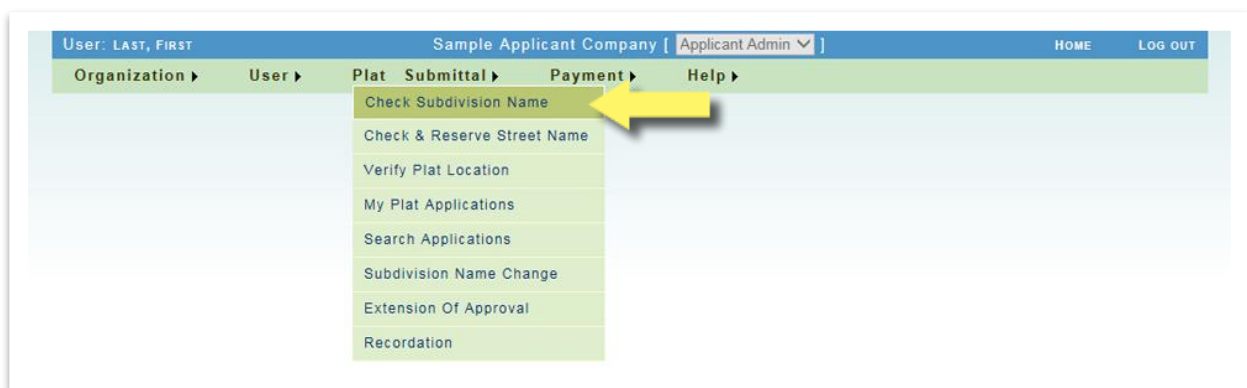 User: LAST, FIRST Sample Applicant Company [ Applicant Admin ] HOME LOG OUT
Organization User Plat Submittal Payment Help
Check Subdivision Name
Check & Reserve Street Name
Verify Plat Location
My Plat Applications
Search Applications
Subdivision Name Change
Extension Of Approval
Recordation